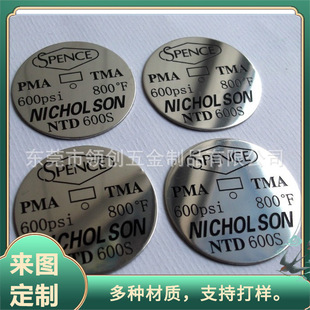 SPENCE
PMA TMA
600psi 800°F
NICHOLSON
NTD 600S
SPENCE
PMA TMA
600psi 800°F
NICHOLSON
NTD 600S
东莞市领创五金制品有限公司
SPENCE
PMA TMA
600psi 800°F
NICHOLSON
NTD 600S
SPENCE
PMA TMA
600psi 800°F
NICHOLSON
NTD 600S
来图
定制
多种材质，支持打样。